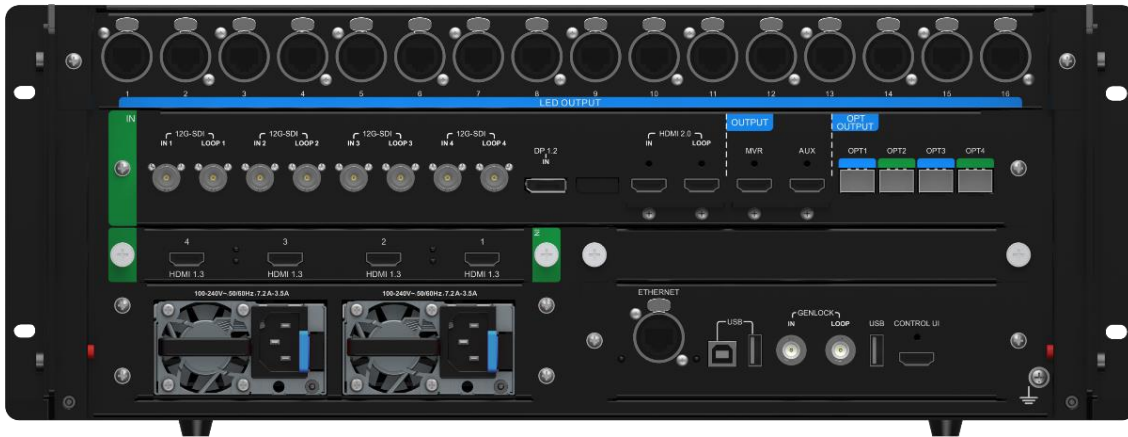 1 2 3 4 5 6 7 8 9 10 11 12 13 14 15 16
LED OUTPUT
IN
12G-SDI
IN 1 LOOP 1
12G-SDI
IN 2 LOOP 2
12G-SDI
IN 3 LOOP 3
12G-SDI
IN 4 LOOP 4
DP 1.2
IN
HDMI 2.0
IN LOOP
OUTPUT
MVR AUX
OPT
OUTPUT
OPT1 OPT2 OPT3 OPT4
4 3 2 1
HDMI 1.3 HDMI 1.3 HDMI 1.3 HDMI 1.3
IN
100-240V~ 50/60Hz, 7.2A-3.5A
100-240V~ 50/60Hz, 7.2A-3.5A
ETHERNET
USB
GENLOCK
IN LOOP
USB
CONTROL UI